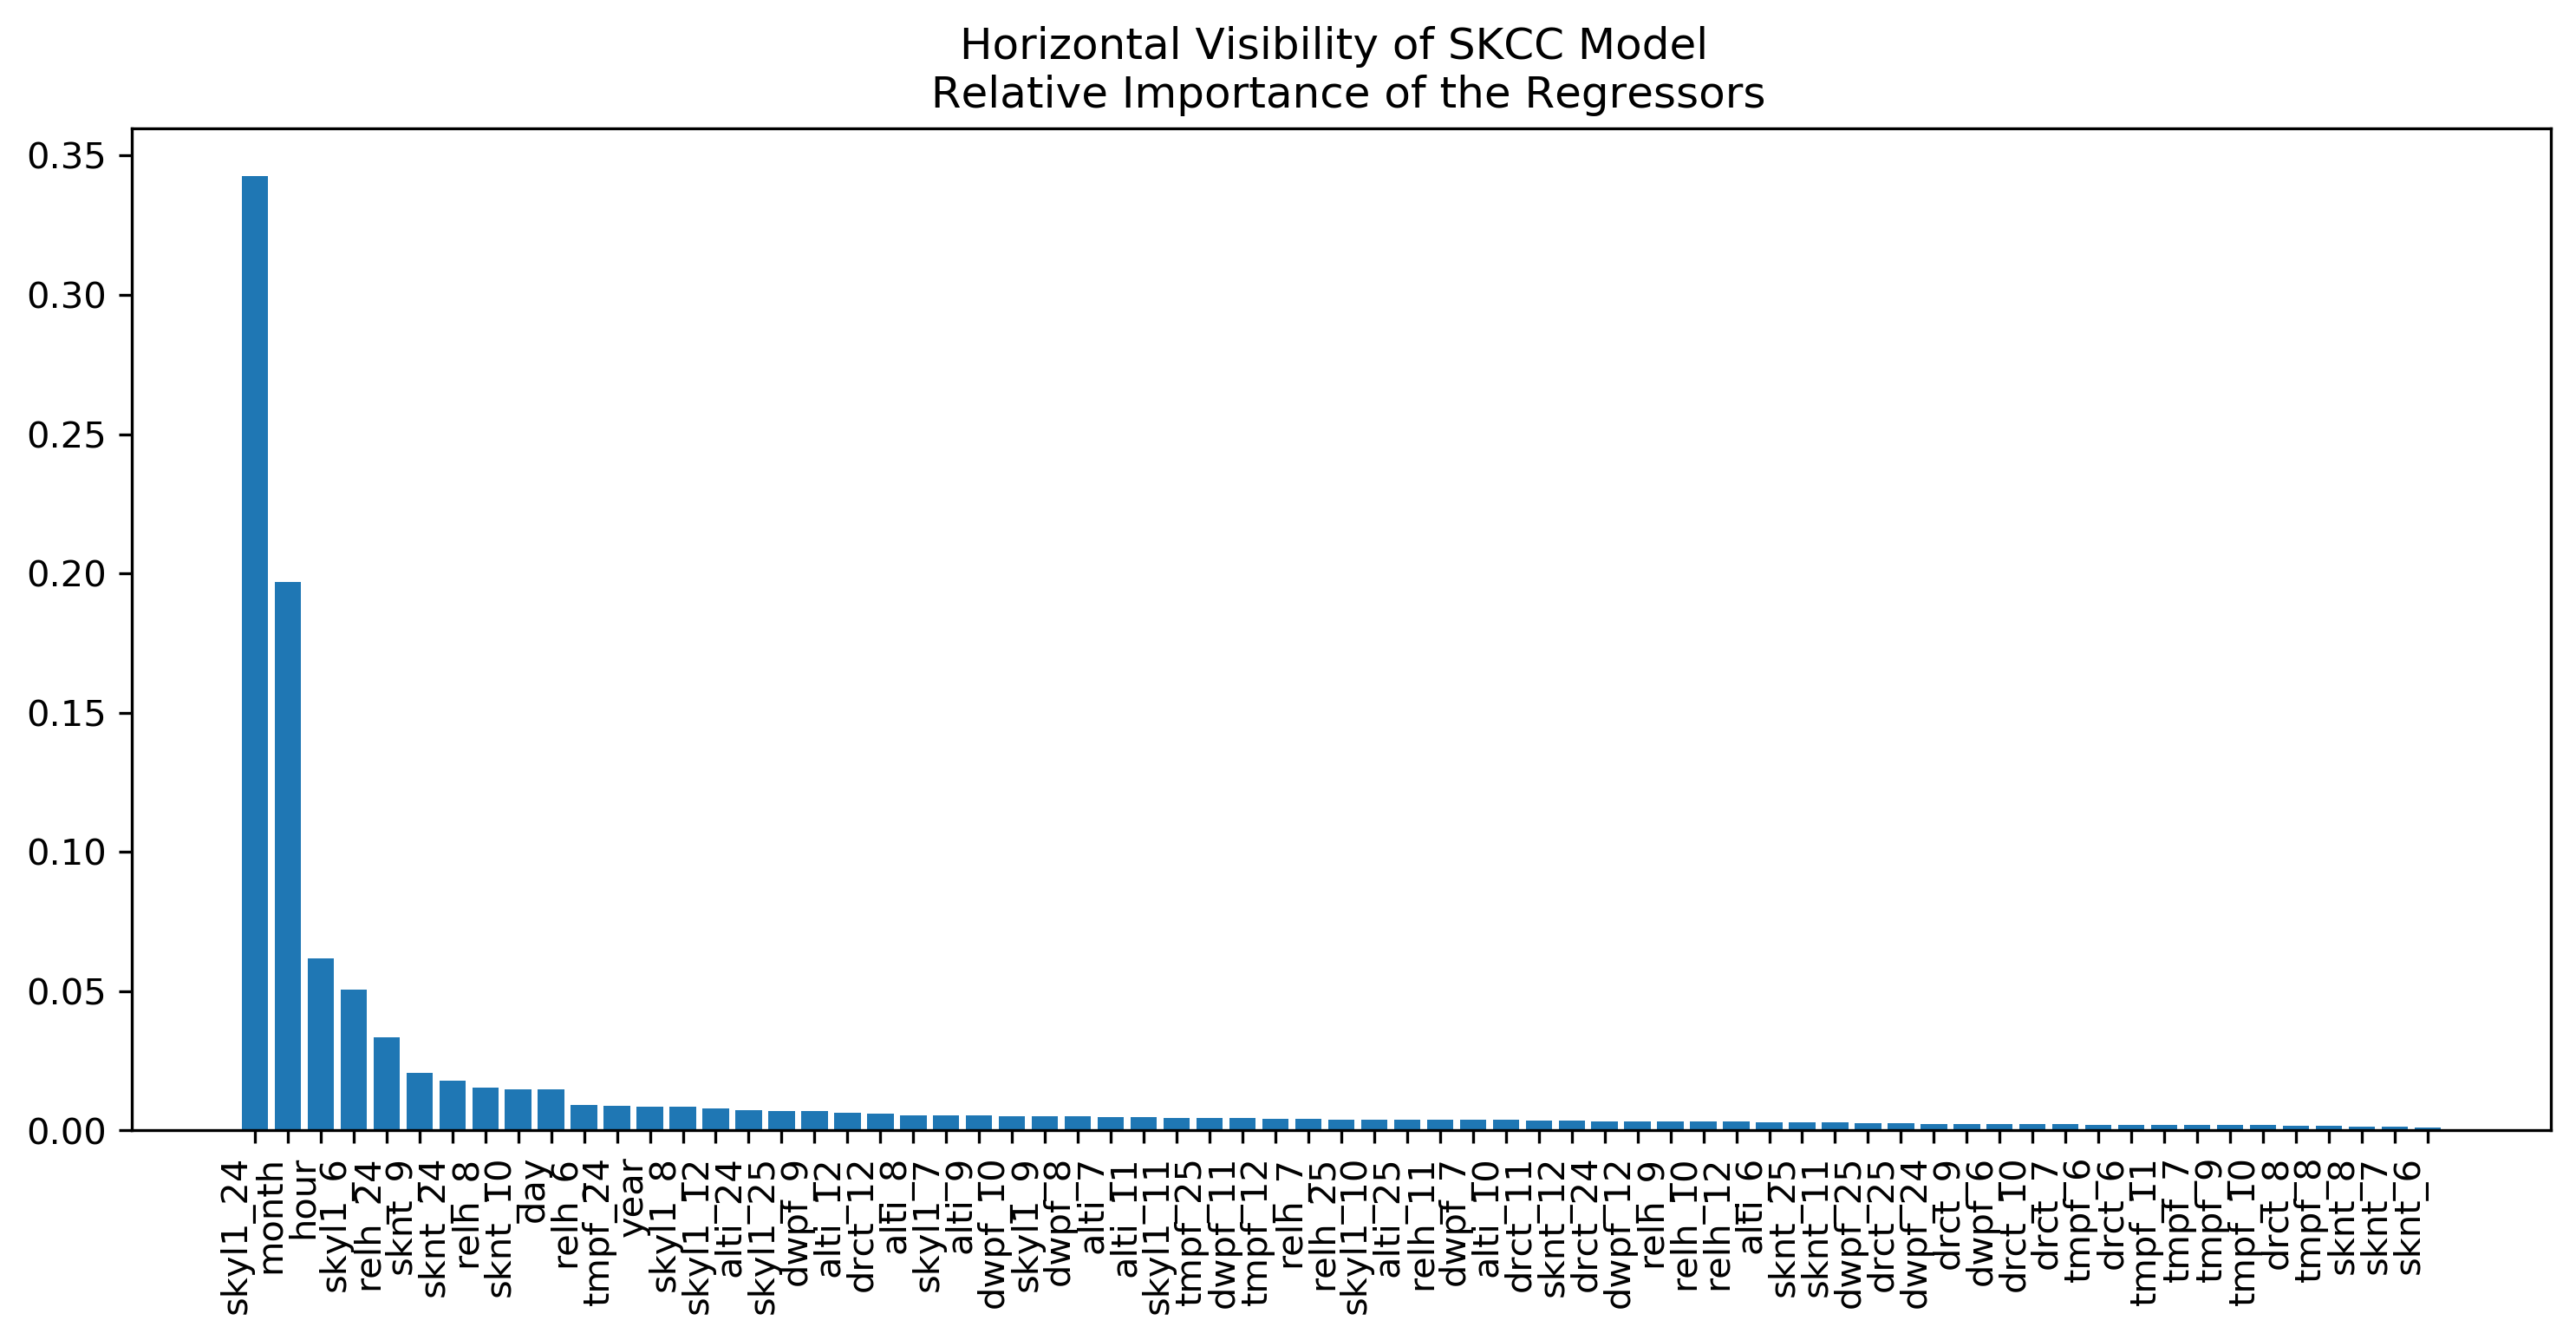 Horizontal Visibility of SKCC Model
Relative Importance of the Regressors
0.35
0.30
0.25
0.20
0.15
0.10
0.05
0.00
skyl1_24
month
hour
skyl1_6
relh_24
sknt_9
sknt_24
relh_8
sknt_10
day
relh_6
tmpf_24
year
skyl1_8
skyl1_12
alti_24
skyl1_25
dwpf_9
alti_12
drct_12
alti_8
skyl1_7
alti_9
dwpf_10
skyl1_9
dwpf_8
alti_7
alti_11
skyl1_11
tmpf_25
dwpf_11
tmpf_12
relh_7
relh_25
skyl1_10
alti_25
relh_11
dwpf_7
alti_10
drct_11
sknt_12
drct_24
dwpf_12
relh_9
relh_10
relh_12
alti_6
sknt_25
sknt_11
dwpf_25
drct_25
dwpf_24
drct_9
dwpf_6
drct_10
drct_7
tmpf_6
drct_6
tmpf_11
tmpf_7
tmpf_9
tmpf_10
drct_8
tmpf_8
sknt_8
sknt_7
sknt_6